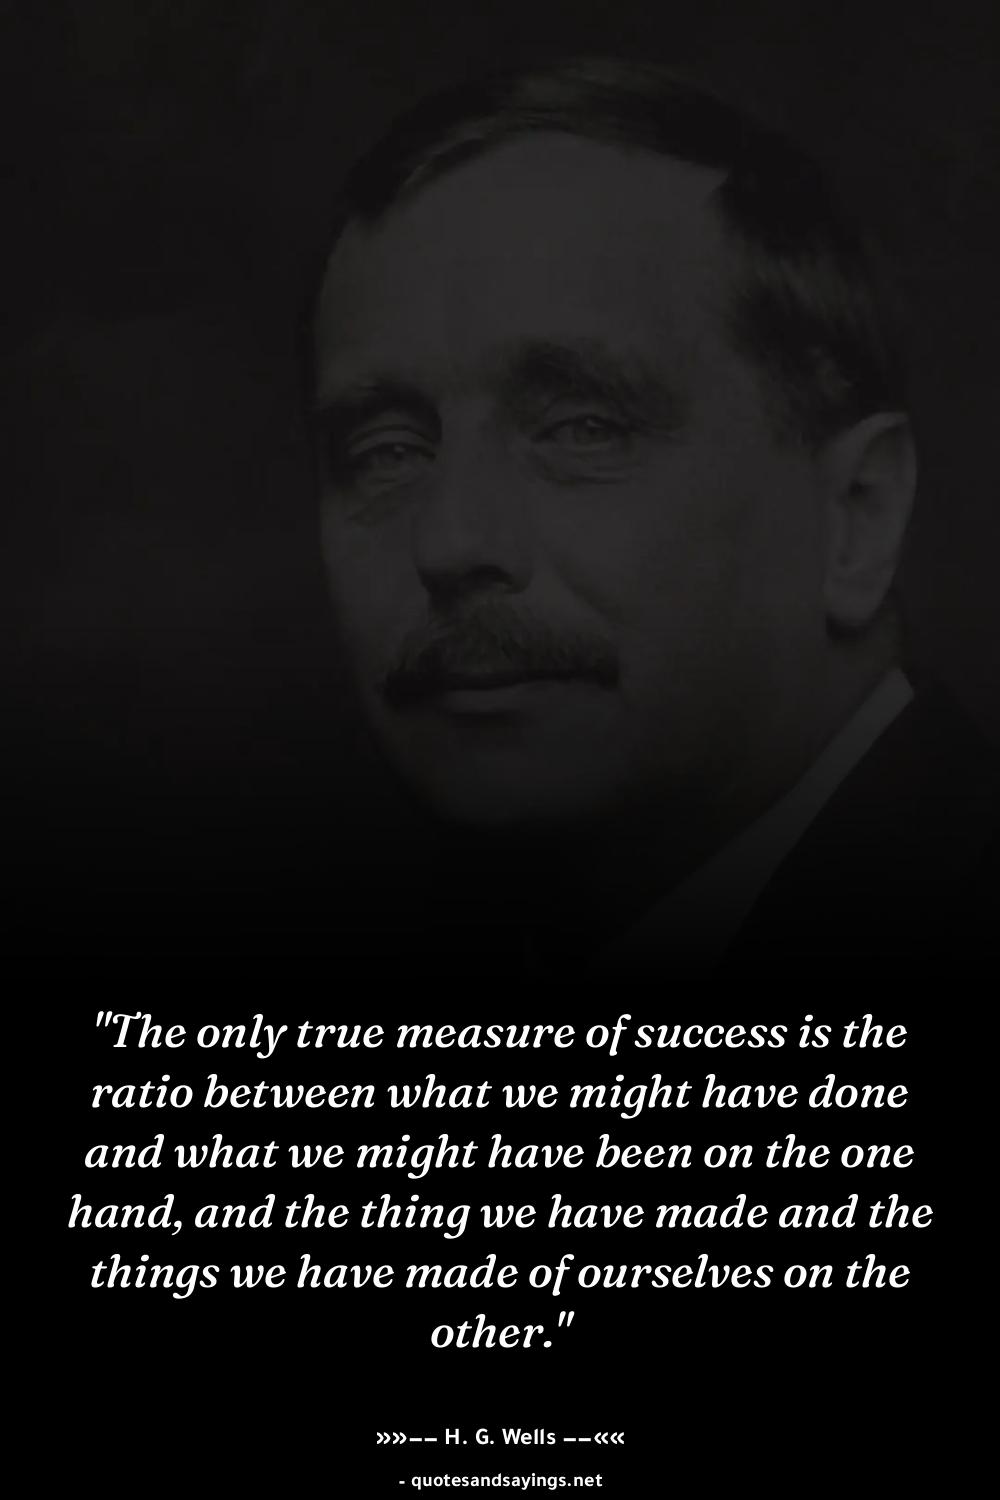 "The only true measure of success is the
ratio between what we might have done
and what we might have been on the one
hand, and the thing we have made and the
things we have made of ourselves on the
other."
»»−− H. G. Wells −−««
- quotesandsayings.net